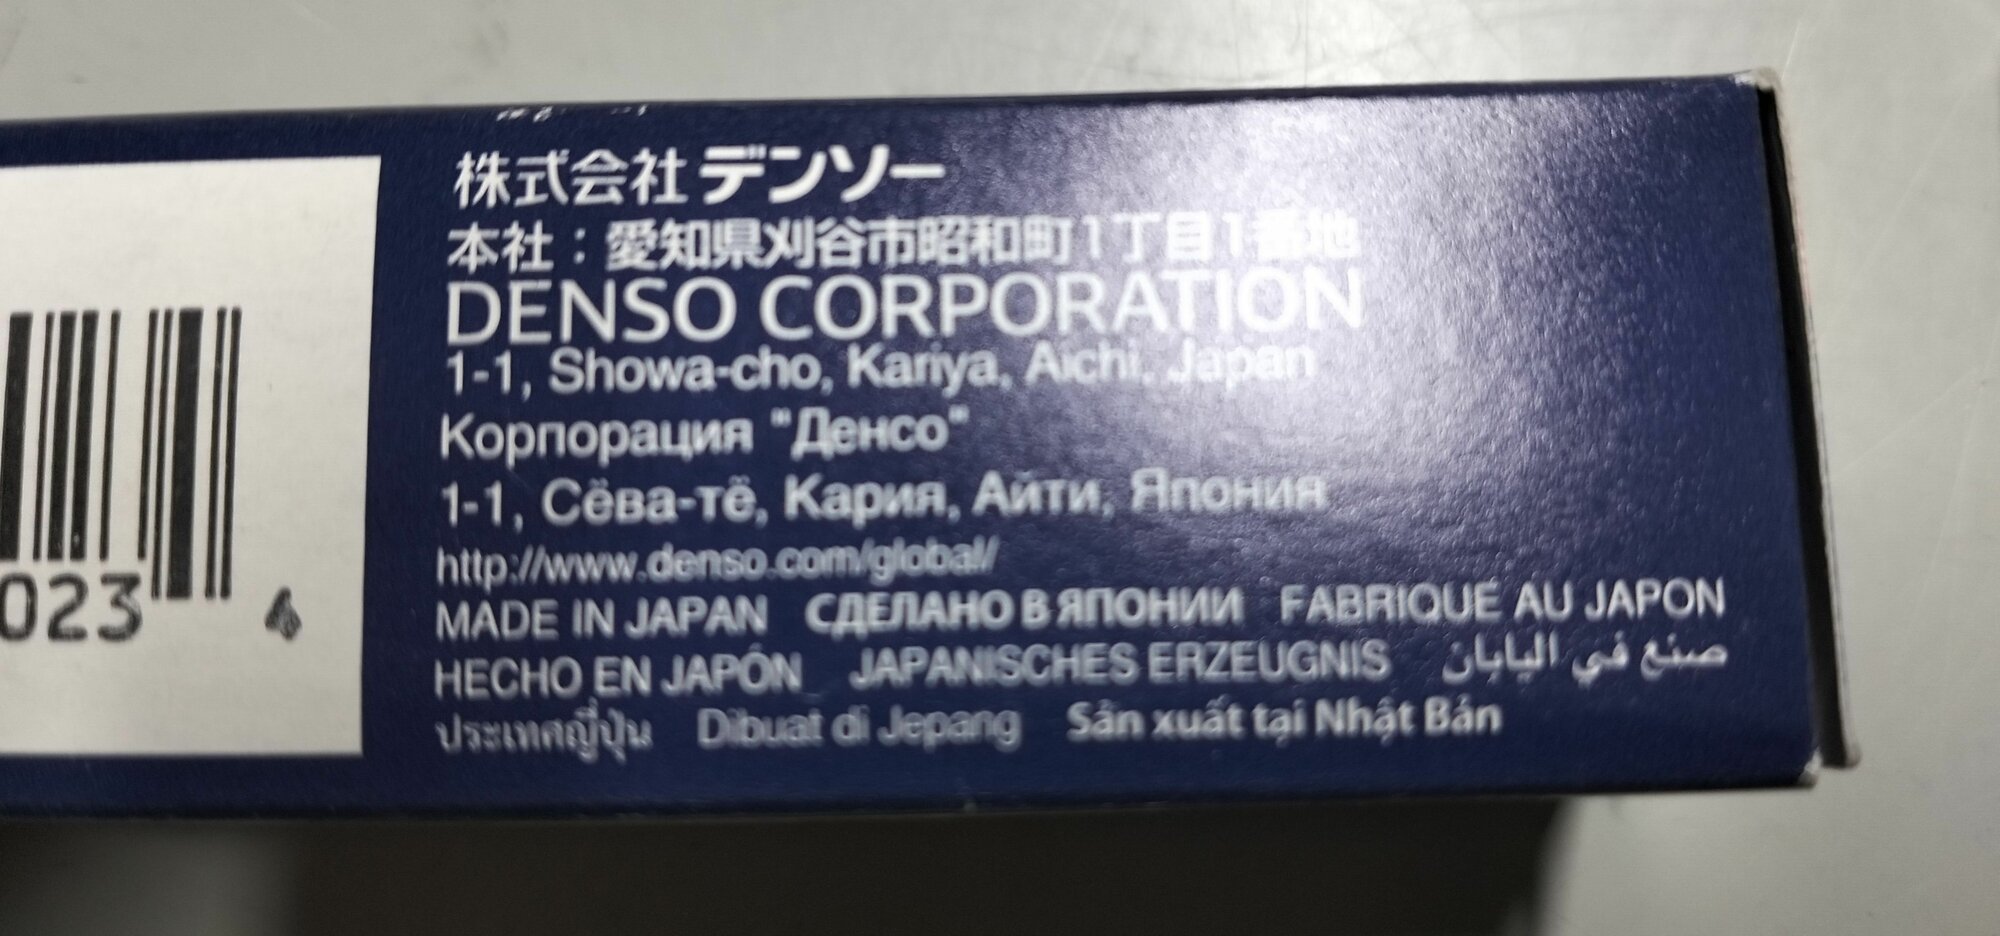 株式会社 デンソー
本社：愛知県刈谷市昭和町1丁目1番地
DENSO CORPORATION
1-1, Showa-cho, Kariya, Aichi, Japan
Корпорация "Денсо"
1-1, Сёва-тё, Кария, Айти, Япония
http://www.denso.com/global/
MADE IN JAPAN СДЕЛАНО В ЯПОНИИ FABRIQUÉ AU JAPON
HECHO EN JAPÓN JAPANISCHES ERZEUGNIS صنع في اليابان
ประเทศญี่ปุ่น Dibuat di Jepang Sản xuất tại Nhật Bản
023 4